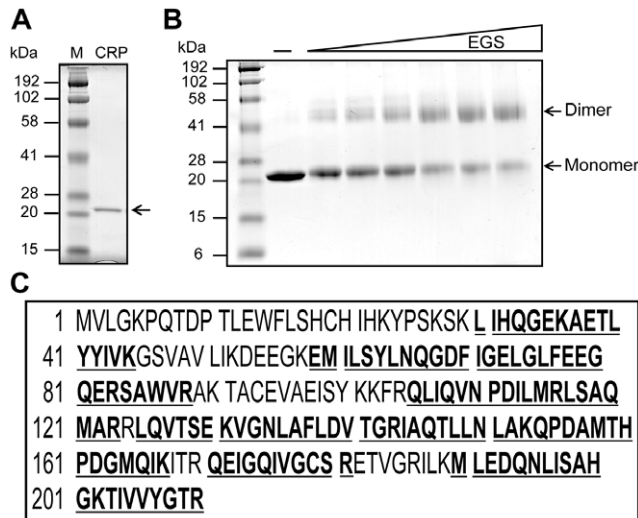 A
kDa M CRP
192
102
58
41
28
20
15
B
kDa – EGS
192
102
58
41
28
20
15
6
Dimer
Monomer
C
1 MVLGKPQTDP TLEWFLSHCH IHKYPSKSK L IHQGEKAETL
41 YYIVKGSVAV LIKDEEGKEM ILSYLNQGDF IGELGLFEEG
81 QERSAWVRAK TACEVAEISY KKFRQLIQVN PDILMRLSAQ
121 MARRLQVTSE KVGNLAFLDV TGRIAQTLLN LAKQPDAMTH
161 PDGMQIKITR QEIGQIVGCS RETVGRILKM LEDQNLISAH
201 GKTIVVYGTR